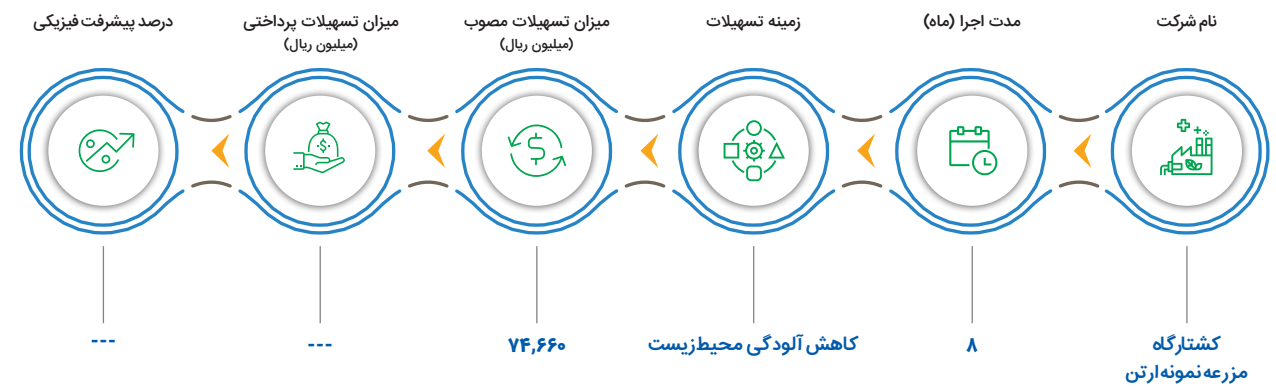 نام شرکت
مدت اجرا (ماه)
زمینه تسهیلات
میزان تسهیلات مصوب
(میلیون ریال)
میزان تسهیلات پرداختی
(میلیون ریال)
درصد پیشرفت فیزیکی
کشتارگاه
مزرعه نمونه ارتن
۸
کاهش آلودگی محیط‌زیست
۷۴,۶۶۰
---
---